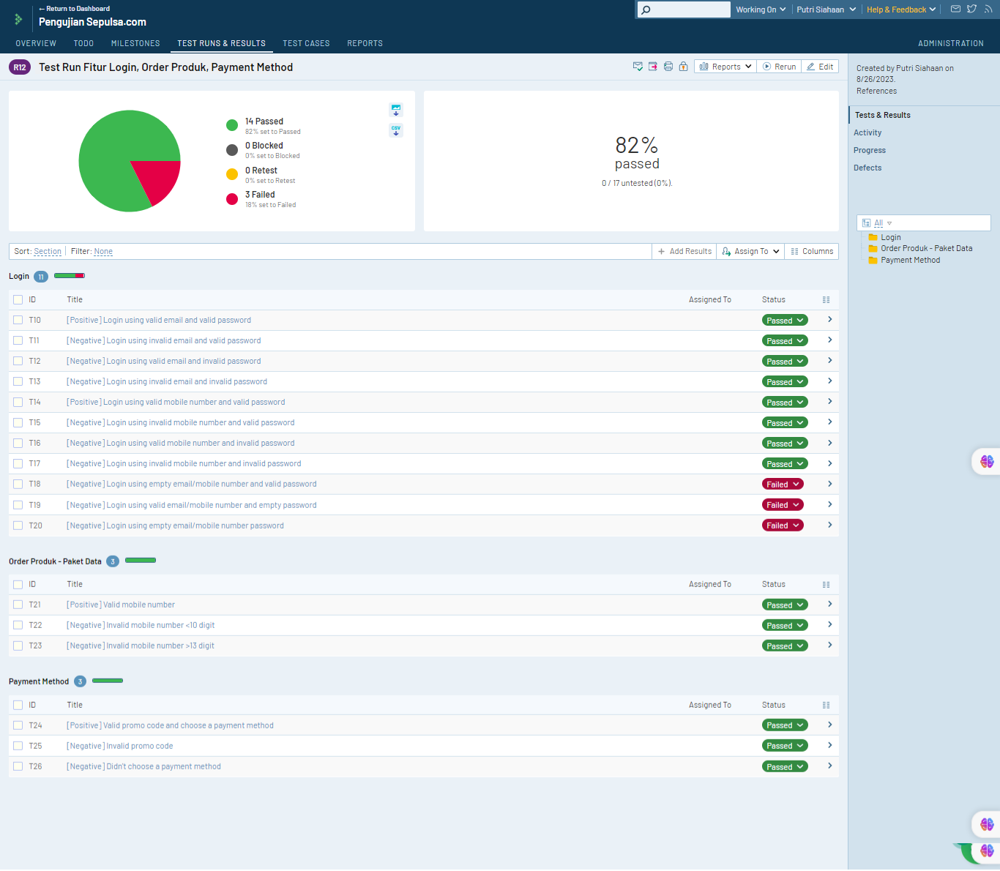 ← Return to Dashboard
Pengujian Sepulsa.com
Working On
Putri Siahaan
Help & Feedback
OVERVIEW
TODO
MILESTONES
TEST RUNS & RESULTS
TEST CASES
REPORTS
ADMINISTRATION
R12
Test Run Fitur Login, Order Produk, Payment Method
Reports
Rerun
Edit
Created by Putri Siahaan on
8/26/2023.
References
Tests & Results
Activity
Progress
Defects
All
Login
Order Produk - Paket Data
Payment Method
14 Passed
82% set to Passed
0 Blocked
0% set to Blocked
0 Retest
0% set to Retest
3 Failed
18% set to Failed
CSV
82%
passed
0 / 17 untested (0%).
Sort: Section
Filter: None
Add Results
Assign To
Columns
Login 11
ID Title Assigned To Status
T10 [Positive] Login using valid email and valid password Passed
T11 [Negative] Login using invalid email and valid password Passed
T12 [Negative] Login using valid email and invalid password Passed
T13 [Negative] Login using invalid email and invalid password Passed
T14 [Positive] Login using valid mobile number and valid password Passed
T15 [Negative] Login using invalid mobile number and valid password Passed
T16 [Negative] Login using valid mobile number and invalid password Passed
T17 [Negative] Login using invalid mobile number and invalid password Passed
T18 [Negative] Login using empty email/mobile number and valid password Failed
T19 [Negative] Login using valid email/mobile number and empty password Failed
T20 [Negative] Login using empty email/mobile number password Failed
Order Produk - Paket Data 3
ID Title Assigned To Status
T21 [Positive] Valid mobile number Passed
T22 [Negative] Invalid mobile number <10 digit Passed
T23 [Negative] Invalid mobile number >13 digit Passed
Payment Method 3
ID Title Assigned To Status
T24 [Positive] Valid promo code and choose a payment method Passed
T25 [Negative] Invalid promo code Passed
T26 [Negative] Didn't choose a payment method Passed